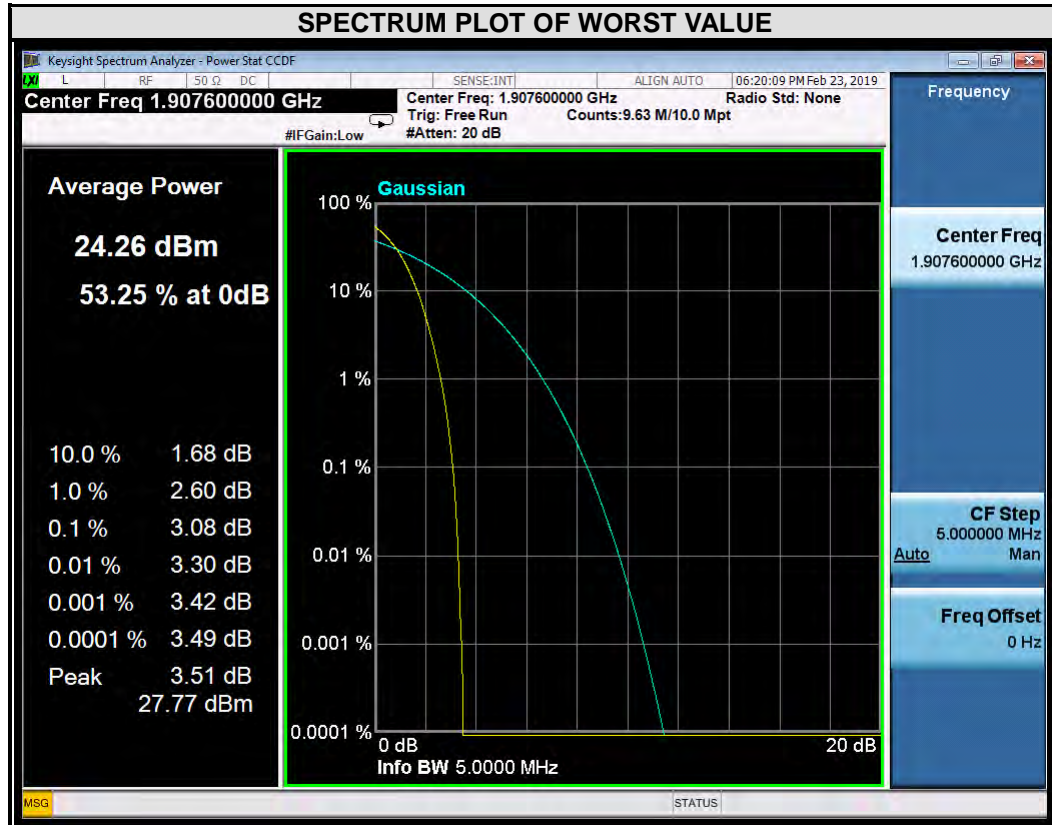 SPECTRUM PLOT OF WORST VALUE
Keysight Spectrum Analyzer - Power Stat CCDF
LXI L RF 50 Ω DC SENSE:INT ALIGN AUTO 06:20:09 PM Feb 23, 2019
Center Freq 1.907600000 GHz
Center Freq: 1.907600000 GHz Radio Std: None
Trig: Free Run Counts:9.63 M/10.0 Mpt
#IFGain:Low #Atten: 20 dB
Average Power
24.26 dBm
53.25 % at 0dB
10.0 % 1.68 dB
1.0 % 2.60 dB
0.1 % 3.08 dB
0.01 % 3.30 dB
0.001 % 3.42 dB
0.0001 % 3.49 dB
Peak 3.51 dB
27.77 dBm
Gaussian
100 %
10 %
1 %
0.1 %
0.01 %
0.001 %
0.0001 %
0 dB 20 dB
Info BW 5.0000 MHz
Frequency
Center Freq
1.907600000 GHz
CF Step
5.000000 MHz
Auto Man
Freq Offset
0 Hz
MSG STATUS